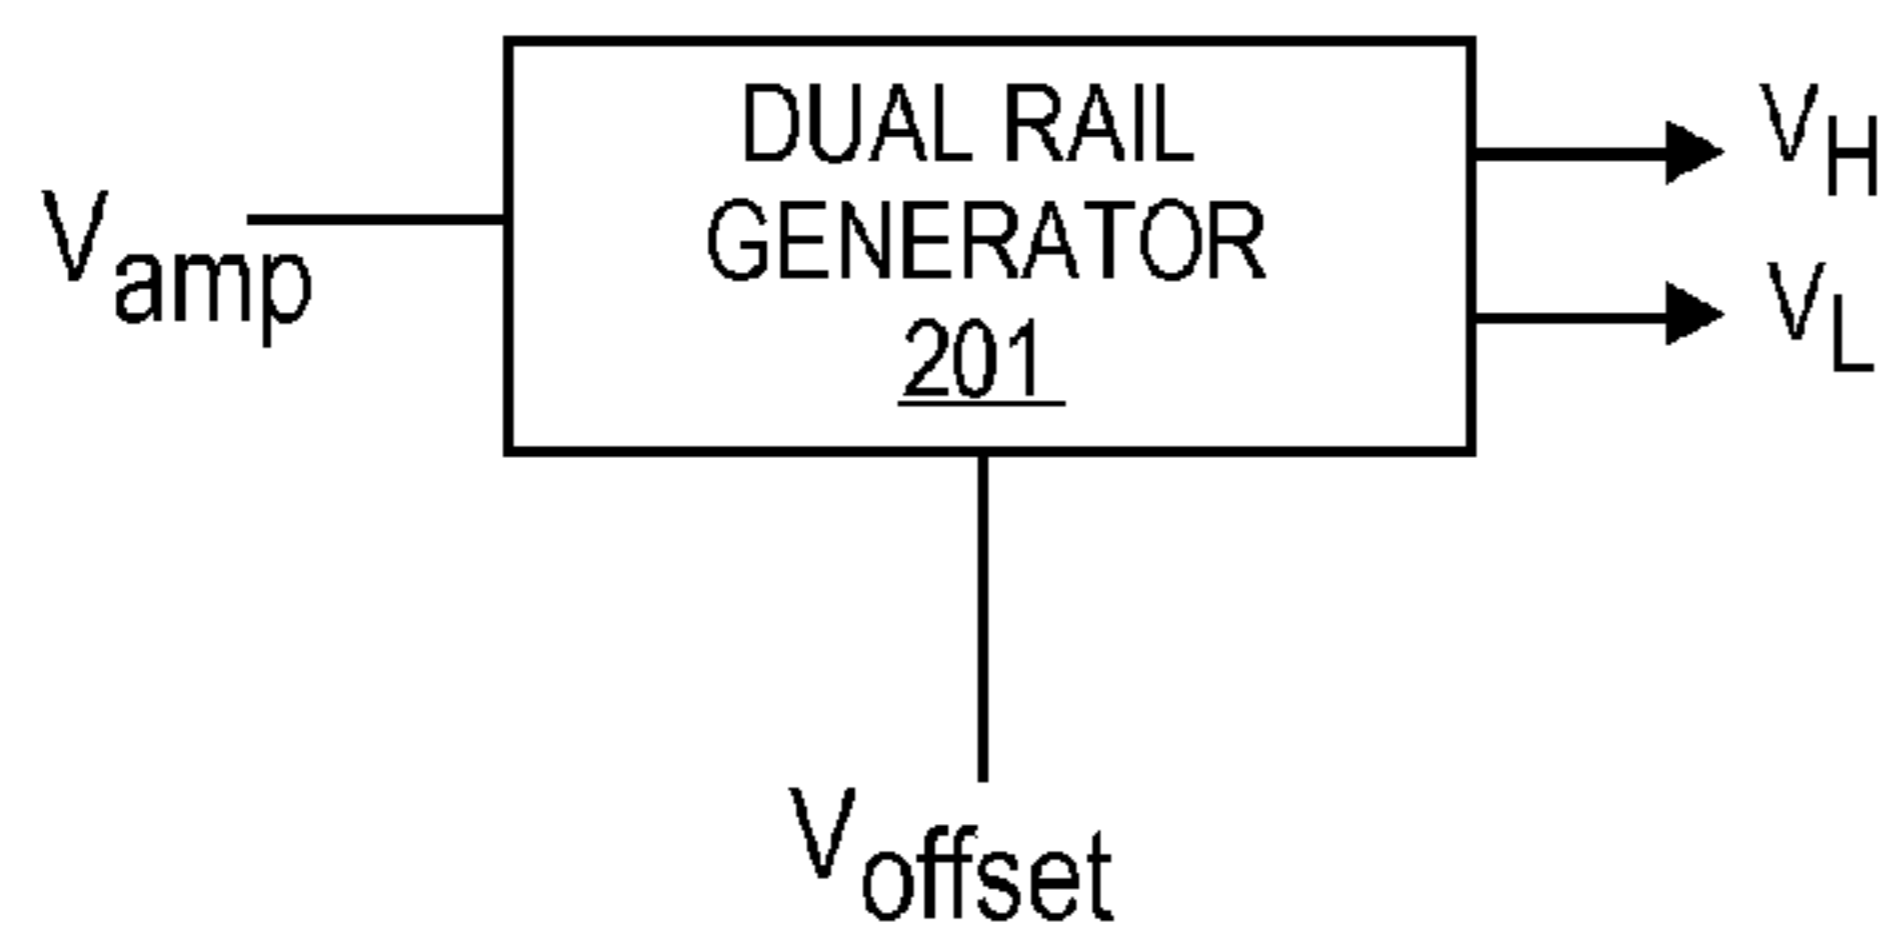 DUAL RAIL
GENERATOR
201
Vamp
VH
VL
Voffset